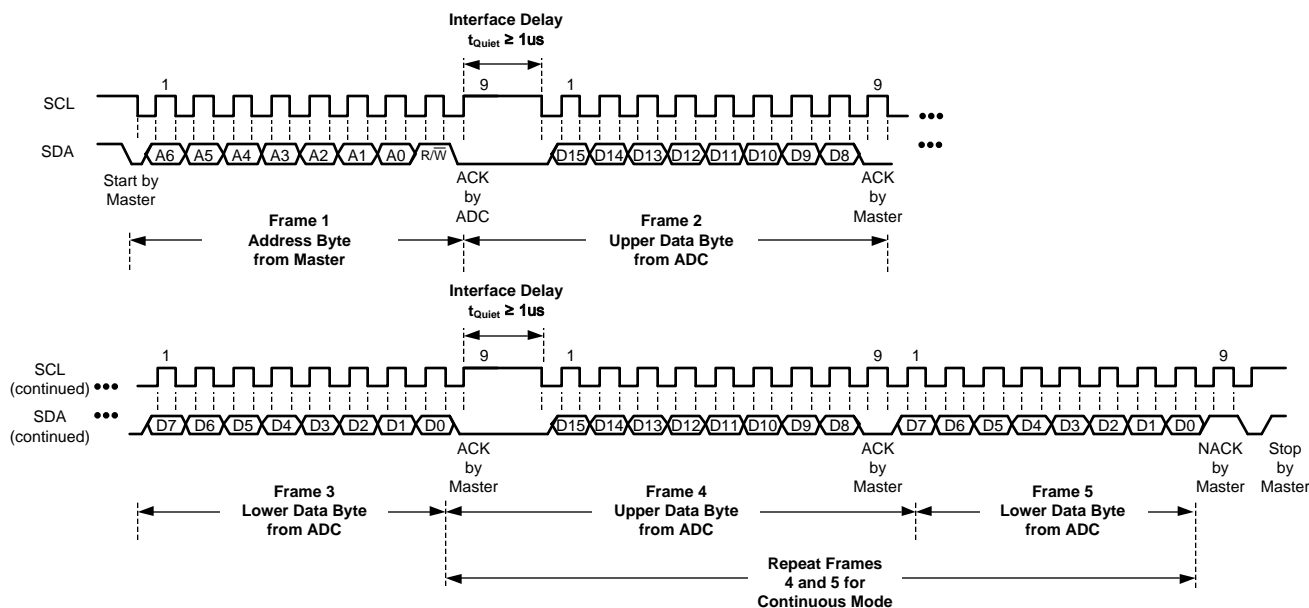 Interface Delay
tQuiet ≥ 1us
1 9 1 9
SCL
SDA A6 A5 A4 A3 A2 A1 A0 R/W̅ D15 D14 D13 D12 D11 D10 D9 D8
Start by
Master
ACK
by
ADC
ACK
by
Master
Frame 1
Address Byte
from Master
Frame 2
Upper Data Byte
from ADC
Interface Delay
tQuiet ≥ 1us
1 9 1 9 1 9
SCL
(continued)
SDA
(continued)
D7 D6 D5 D4 D3 D2 D1 D0 D15 D14 D13 D12 D11 D10 D9 D8 D7 D6 D5 D4 D3 D2 D1 D0
ACK
by
Master
ACK
by
Master
NACK
by
Master
Stop
by
Master
Frame 3
Lower Data Byte
from ADC
Frame 4
Upper Data Byte
from ADC
Frame 5
Lower Data Byte
from ADC
Repeat Frames
4 and 5 for
Continuous Mode